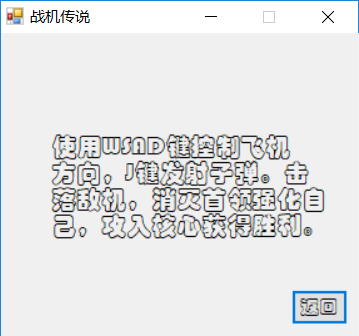 战机传说
使用WSAD键控制飞机
方向，J键发射子弹。击
落敌机，消灭首领强化自
己，攻入核心获得胜利。
返回